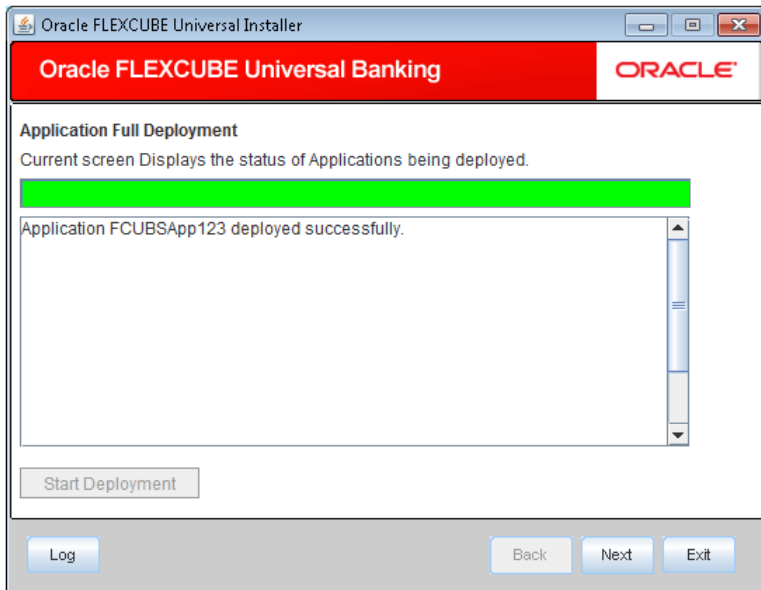 Oracle FLEXCUBE Universal Installer
Oracle FLEXCUBE Universal Banking
ORACLE
Application Full Deployment
Current screen Displays the status of Applications being deployed.
Application FCUBSApp123 deployed successfully.
Start Deployment
Log
Back
Next
Exit